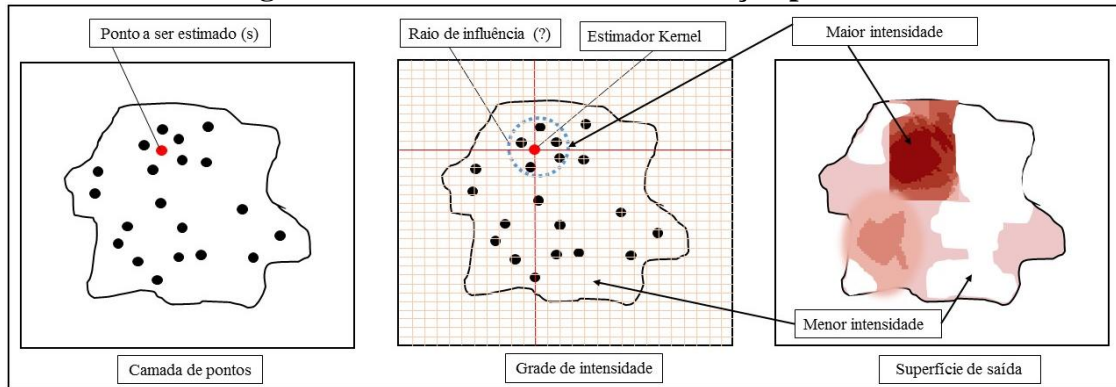 Ponto a ser estimado (s)
Raio de influência (?)
Estimador Kernel
Maior intensidade
Menor intensidade
Camada de pontos
Grade de intensidade
Superfície de saída